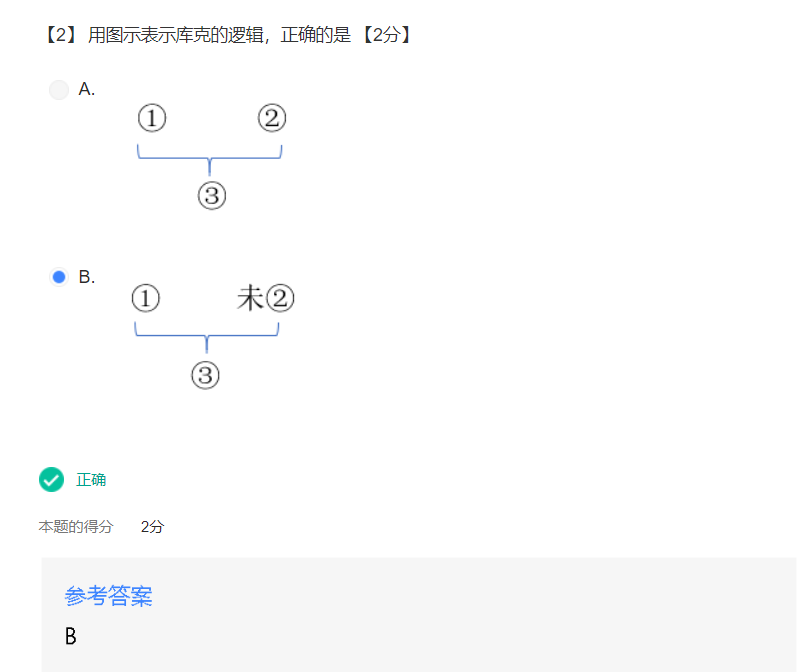 【2】 用图示表示库克的逻辑，正确的是 【2分】
A.
① ②
③
B.
① 未②
③
正确
本题的得分 2分
参考答案
B